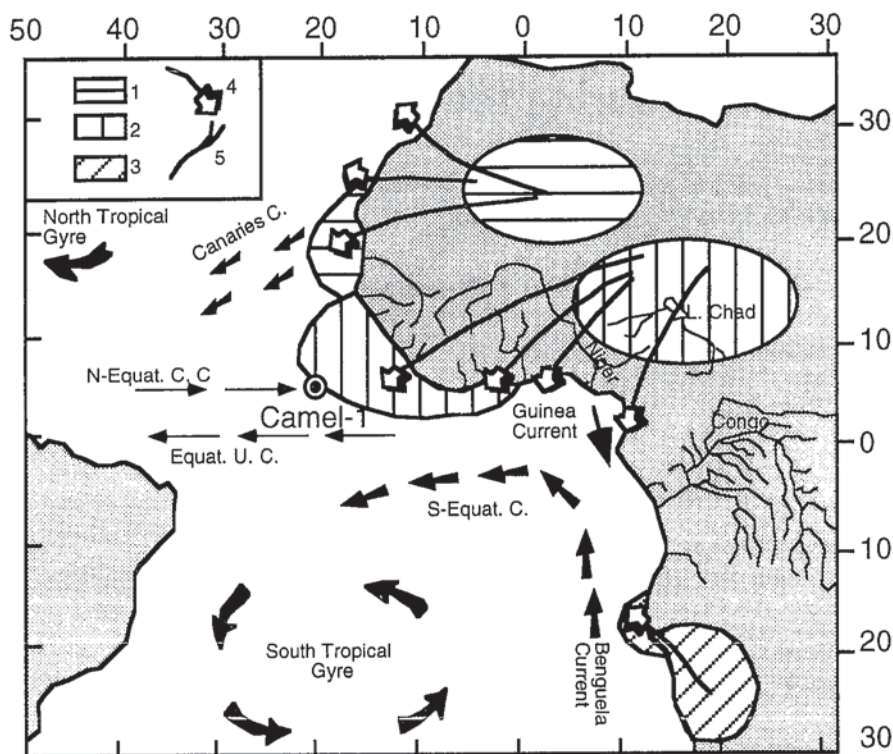 50 40 30 20 10 0 10 20 30
1
2
3
4
5
30
20
10
0
10
20
30
North Tropical
Gyre
Canaries C.
L. Chad
Niger
N-Equat. C, C
Camel-1
Guinea
Current
Congo
Equat. U. C.
S-Equat. C.
South Tropical
Gyre
Benguela
Current